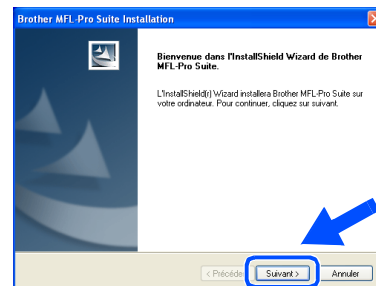 Brother MFL-Pro Suite Installation
Bienvenue dans l'InstallShield Wizard de Brother
MFL-Pro Suite.
L'InstallShield(r) Wizard installera Brother MFL-Pro Suite sur
votre ordinateur. Pour continuer, cliquez sur suivant.
< Précéde
Suivant >
Annuler